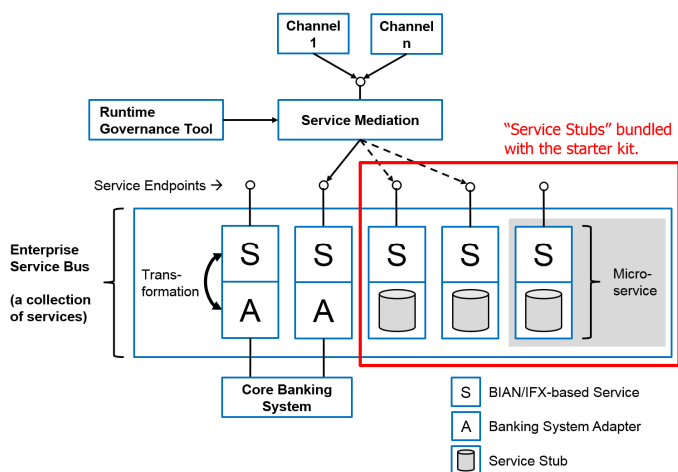 Channel
1
Channel
n
Runtime
Governance Tool
Service Mediation
“Service Stubs” bundled
with the starter kit.
Service Endpoints →
Enterprise
Service Bus
(a collection
of services)
Trans-
formation
S
S
S
S
S
A
A
Micro-
service
Core Banking
System
S
BIAN/IFX-based Service
A
Banking System Adapter
Service Stub